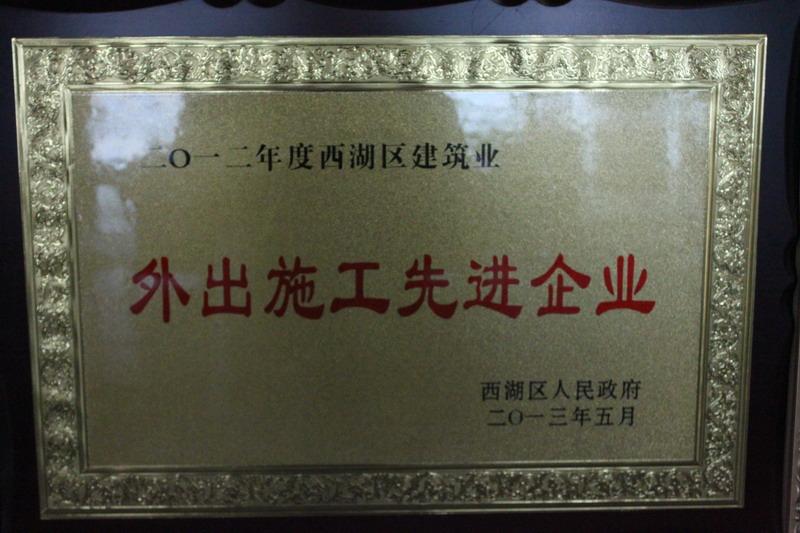 二〇一二年度西湖区建筑业
外出施工先进企业
西湖区人民政府
二〇一三年五月